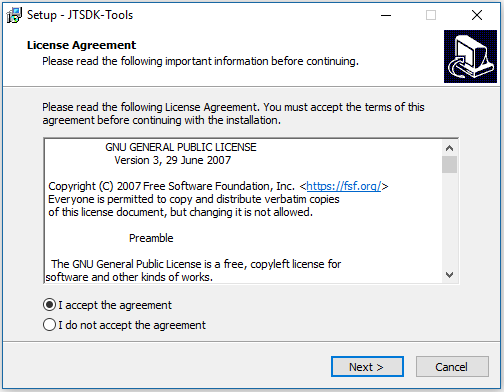 Setup - JTSDK-Tools
License Agreement
Please read the following important information before continuing.
Please read the following License Agreement. You must accept the terms of this
agreement before continuing with the installation.
GNU GENERAL PUBLIC LICENSE
Version 3, 29 June 2007
Copyright (C) 2007 Free Software Foundation, Inc. <https://fsf.org/>
Everyone is permitted to copy and distribute verbatim copies
of this license document, but changing it is not allowed.
Preamble
The GNU General Public License is a free, copyleft license for
software and other kinds of works.
I accept the agreement
I do not accept the agreement
Next >
Cancel